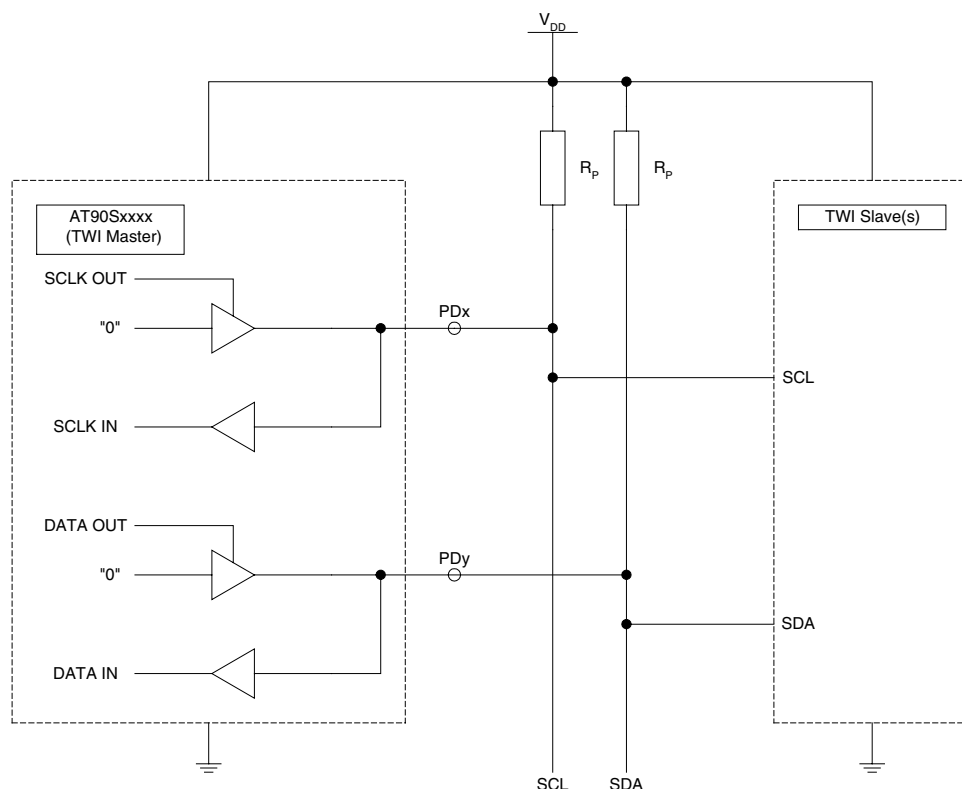 VDD
RP
RP
AT90Sxxxx
(TWI Master)
TWI Slave(s)
SCLK OUT
"0"
PDx
SCL
SCLK IN
DATA OUT
"0"
PDy
SDA
DATA IN
SCL
SDA